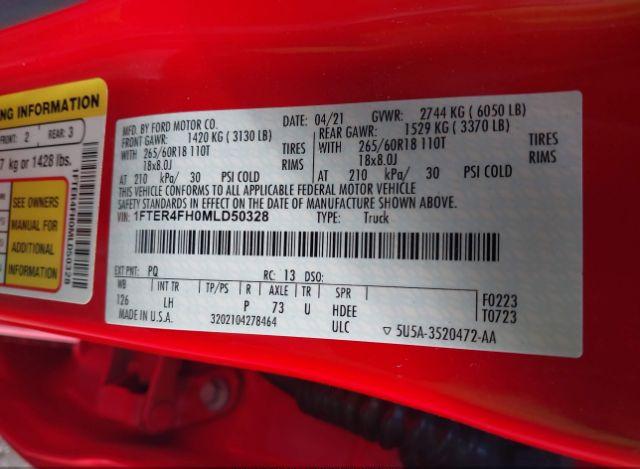 NG INFORMATION
FRONT: 2 REAR: 3
7 kg or 1428 lbs.
SEE OWNERS
MANUAL FOR
ADDITIONAL
INFORMATION
1FTER4FH0MLD50328
MFD. BY FORD MOTOR CO.
DATE: 04/21 GVWR: 2744 KG ( 6050 LB)
FRONT GAWR: 1420 KG ( 3130 LB)
REAR GAWR: 1529 KG ( 3370 LB)
WITH 265/60R18 110T TIRES
WITH 265/60R18 110T TIRES
18x8.0J RIMS
18x8.0J RIMS
AT 210 kPa/ 30 PSI COLD
AT 210 kPa/ 30 PSI COLD
THIS VEHICLE CONFORMS TO ALL APPLICABLE FEDERAL MOTOR VEHICLE
SAFETY STANDARDS IN EFFECT ON THE DATE OF MANUFACTURE SHOWN ABOVE.
VIN: 1FTER4FH0MLD50328 TYPE: Truck
EXT PNT: PQ RC: 13 DSO:
WB INT TR TP/PS R AXLE TR SPR
126 LH P 73 U HDEE
ULC
F0223
T0723
MADE IN U.S.A. 3202104278464
▽ 5U5A-3520472-AA